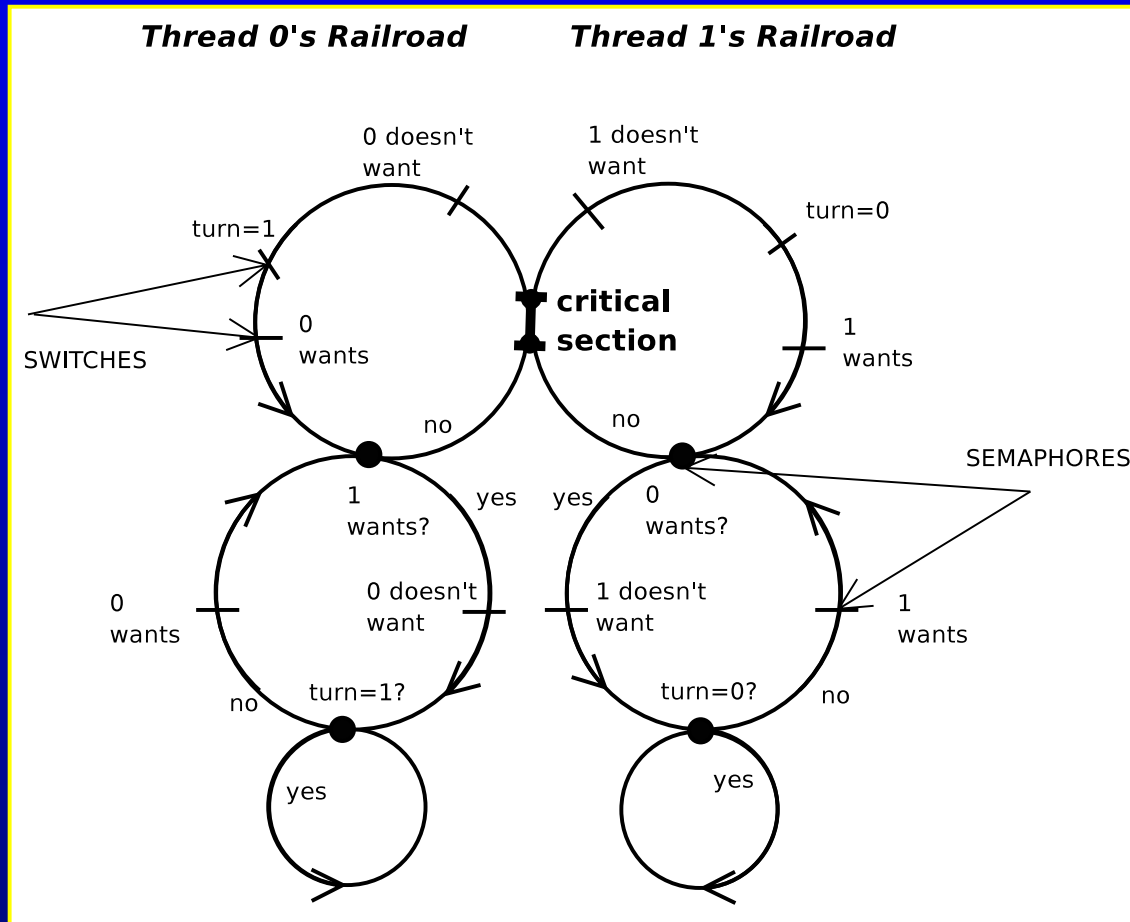 Thread 0's Railroad
Thread 1's Railroad
0 doesn't
want
1 doesn't
want
turn=1
turn=0
critical
section
0
wants
1
wants
SWITCHES
no
no
SEMAPHORES
1
wants?
yes
yes
0
wants?
0
wants
0 doesn't
want
1 doesn't
want
1
wants
no
turn=1?
turn=0?
no
yes
yes